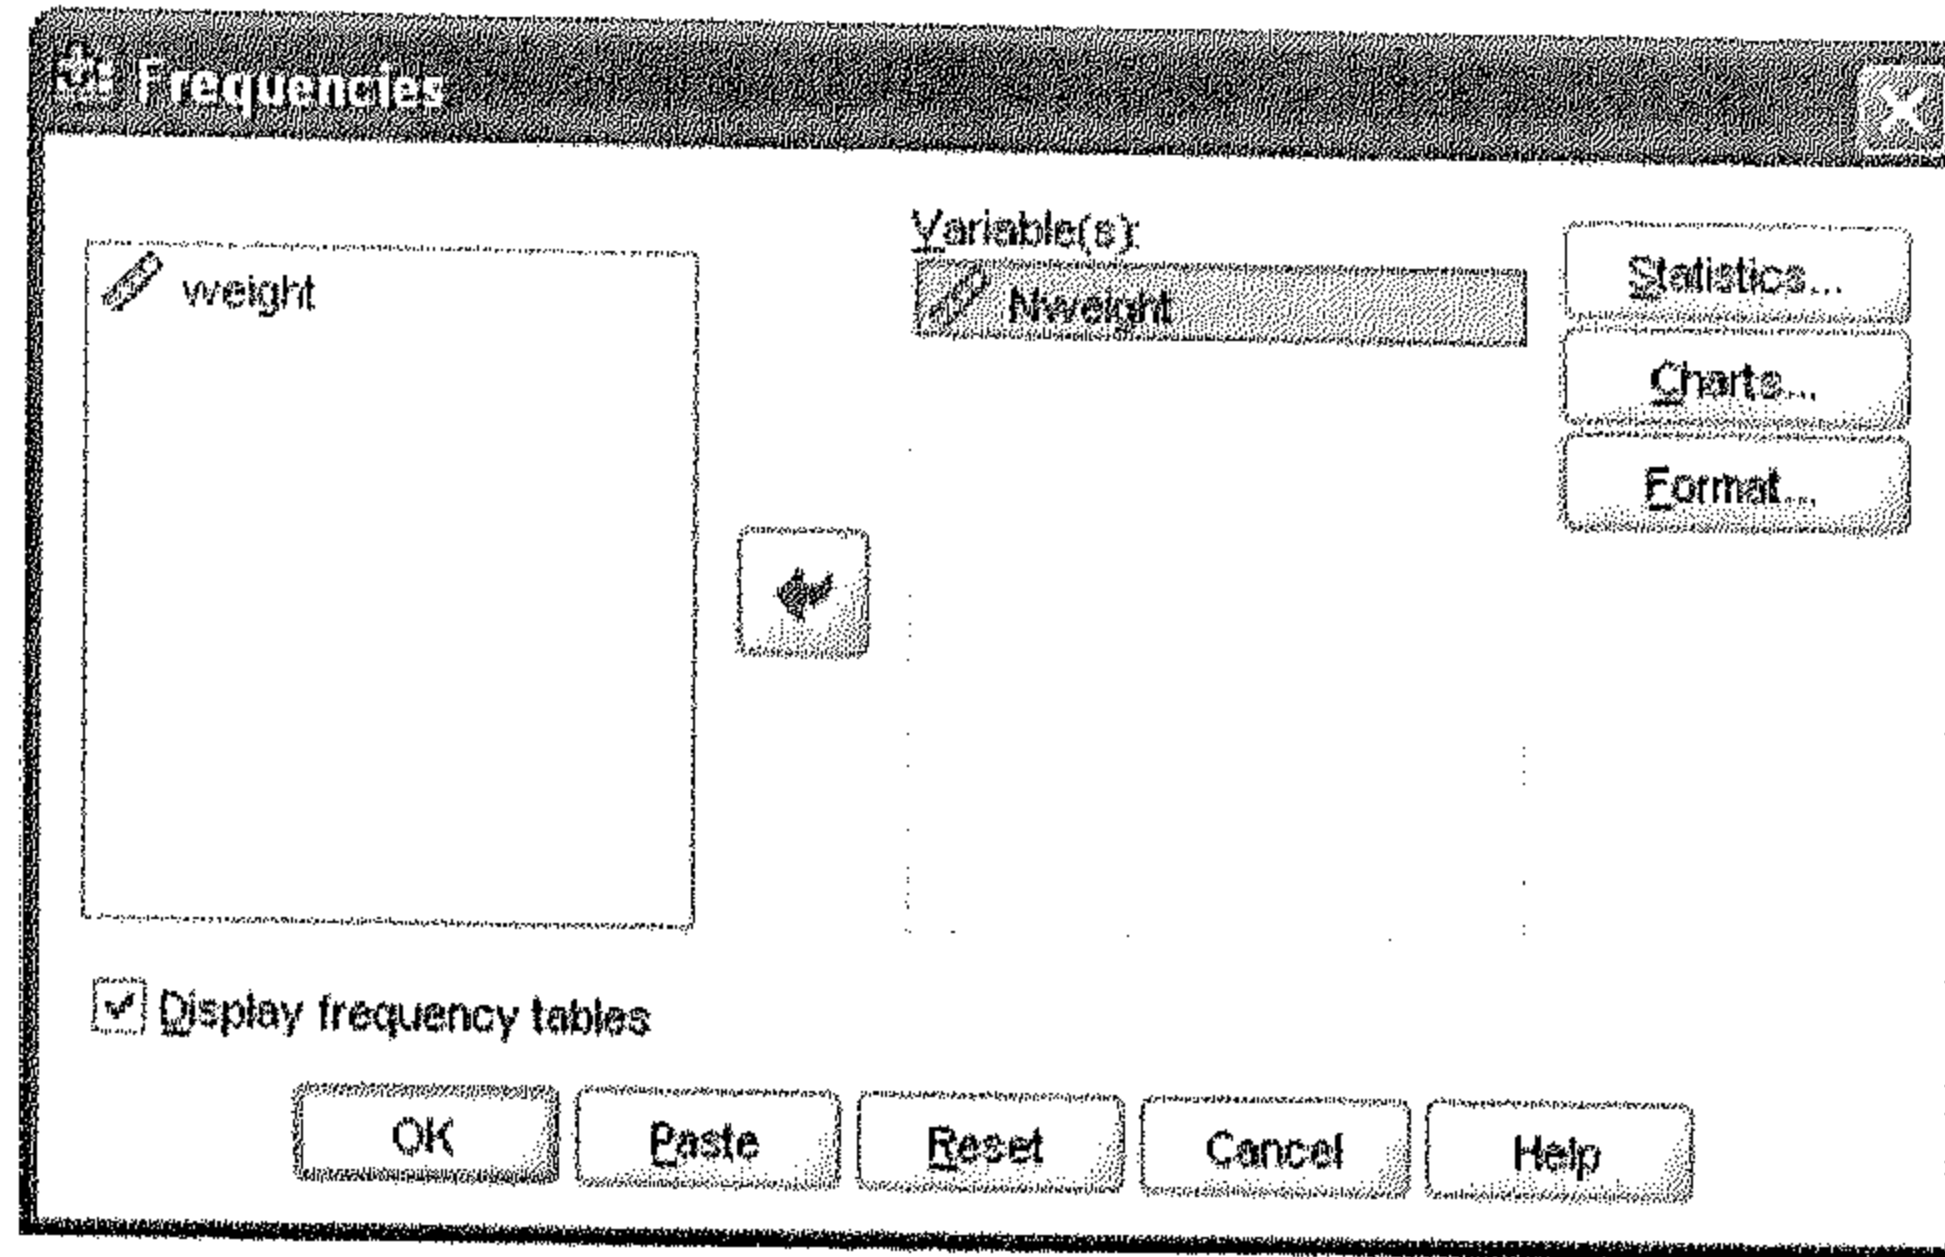 Frequencies
Variable(s):
weight
Nweight
Statistics...
Charts...
Format...
Display frequency tables
OK
Paste
Reset
Cancel
Help